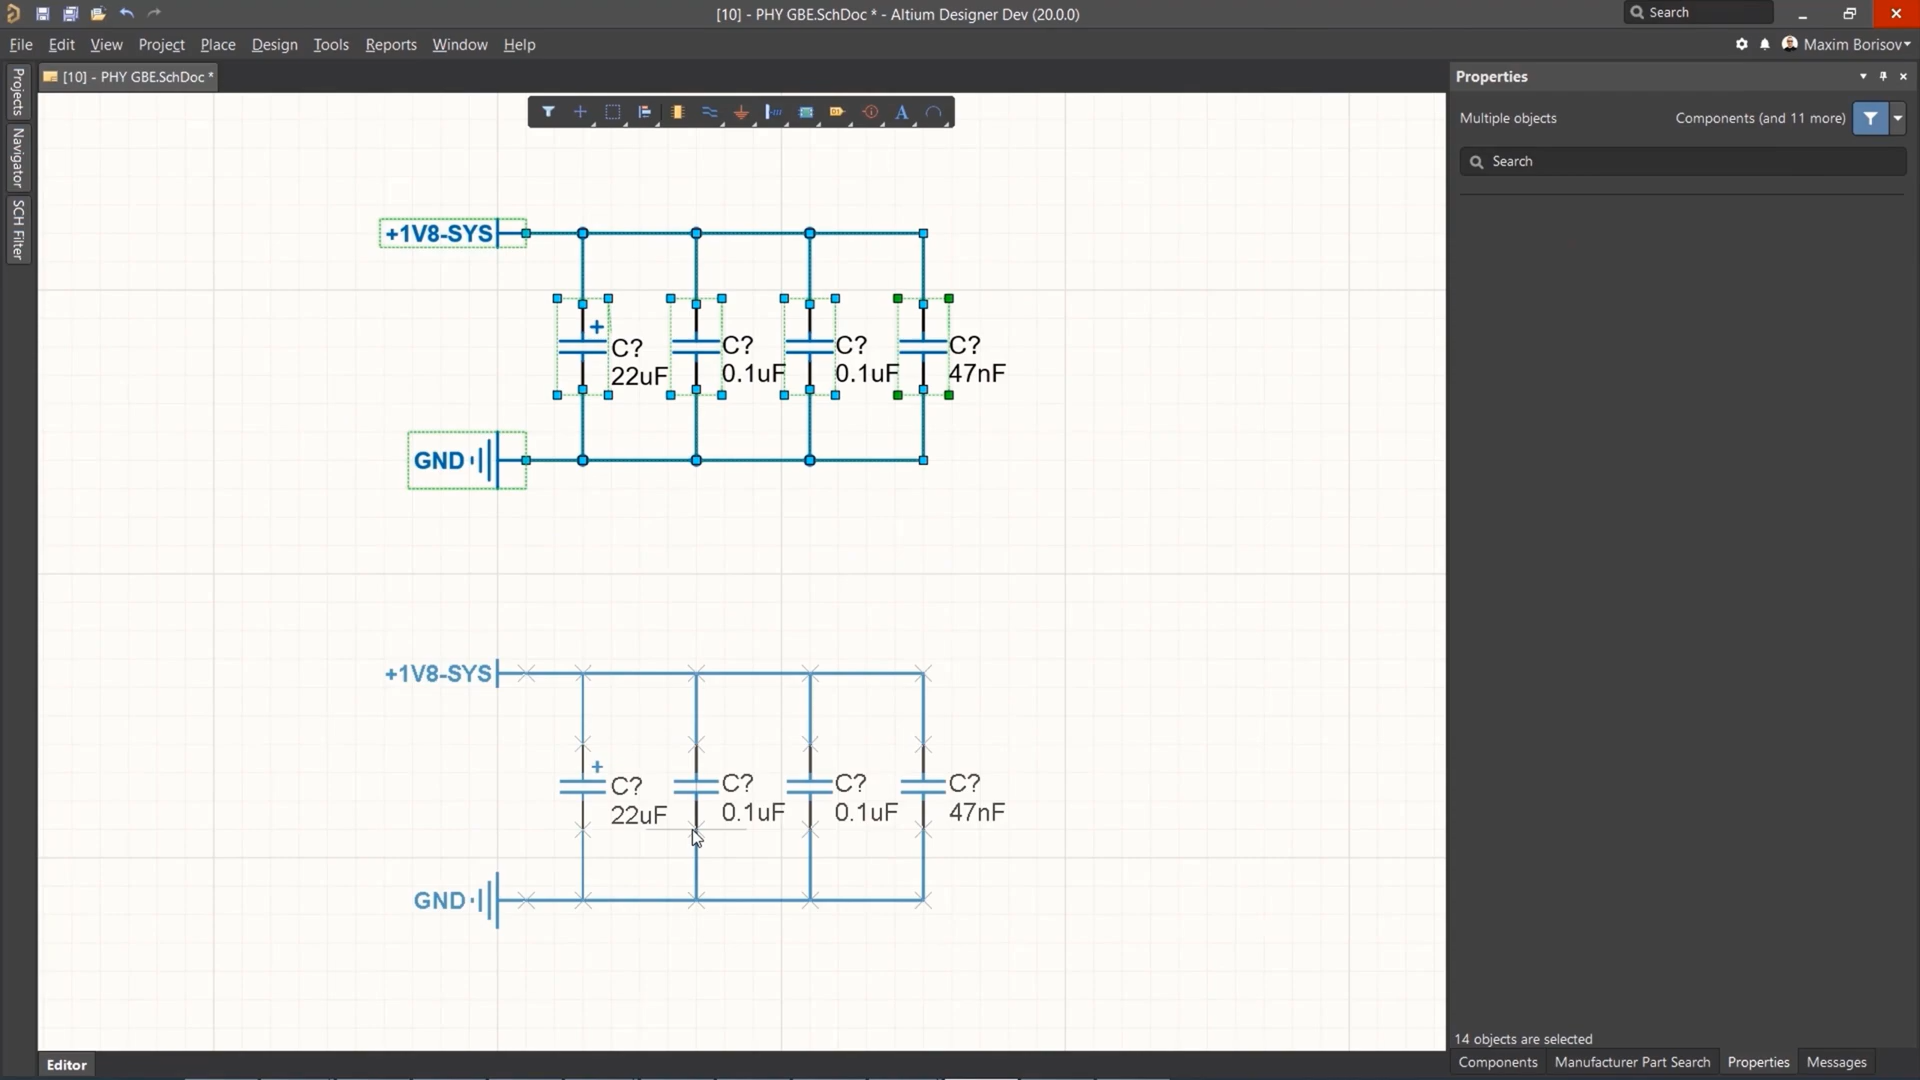 [10] - PHY GBE.SchDoc * - Altium Designer Dev (20.0.0)
Search
File Edit View Project Place Design Tools Reports Window Help
Maxim Borisov
Projects
Navigator
SCH Filter
[10] - PHY GBE.SchDoc *
A
Properties
Multiple objects
Components (and 11 more)
Search
+1V8-SYS
C?
22uF
C?
0.1uF
C?
0.1uF
C?
47nF
GND
+1V8-SYS
C?
22uF
C?
0.1uF
C?
0.1uF
C?
47nF
GND
14 objects are selected
Editor
Components Manufacturer Part Search Properties Messages